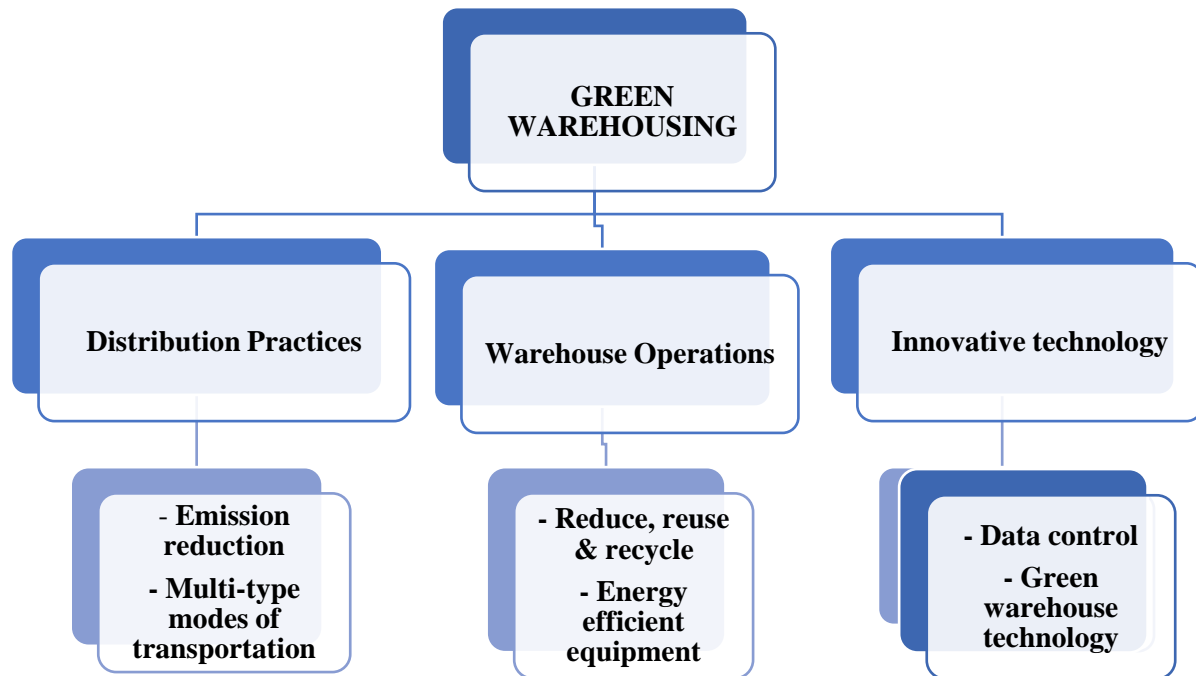 GREEN
WAREHOUSING
Distribution Practices
Warehouse Operations
Innovative technology
- Emission
reduction
- Multi-type
modes of
transportation
- Reduce, reuse
& recycle
- Energy
efficient
equipment
- Data control
- Green
warehouse
technology